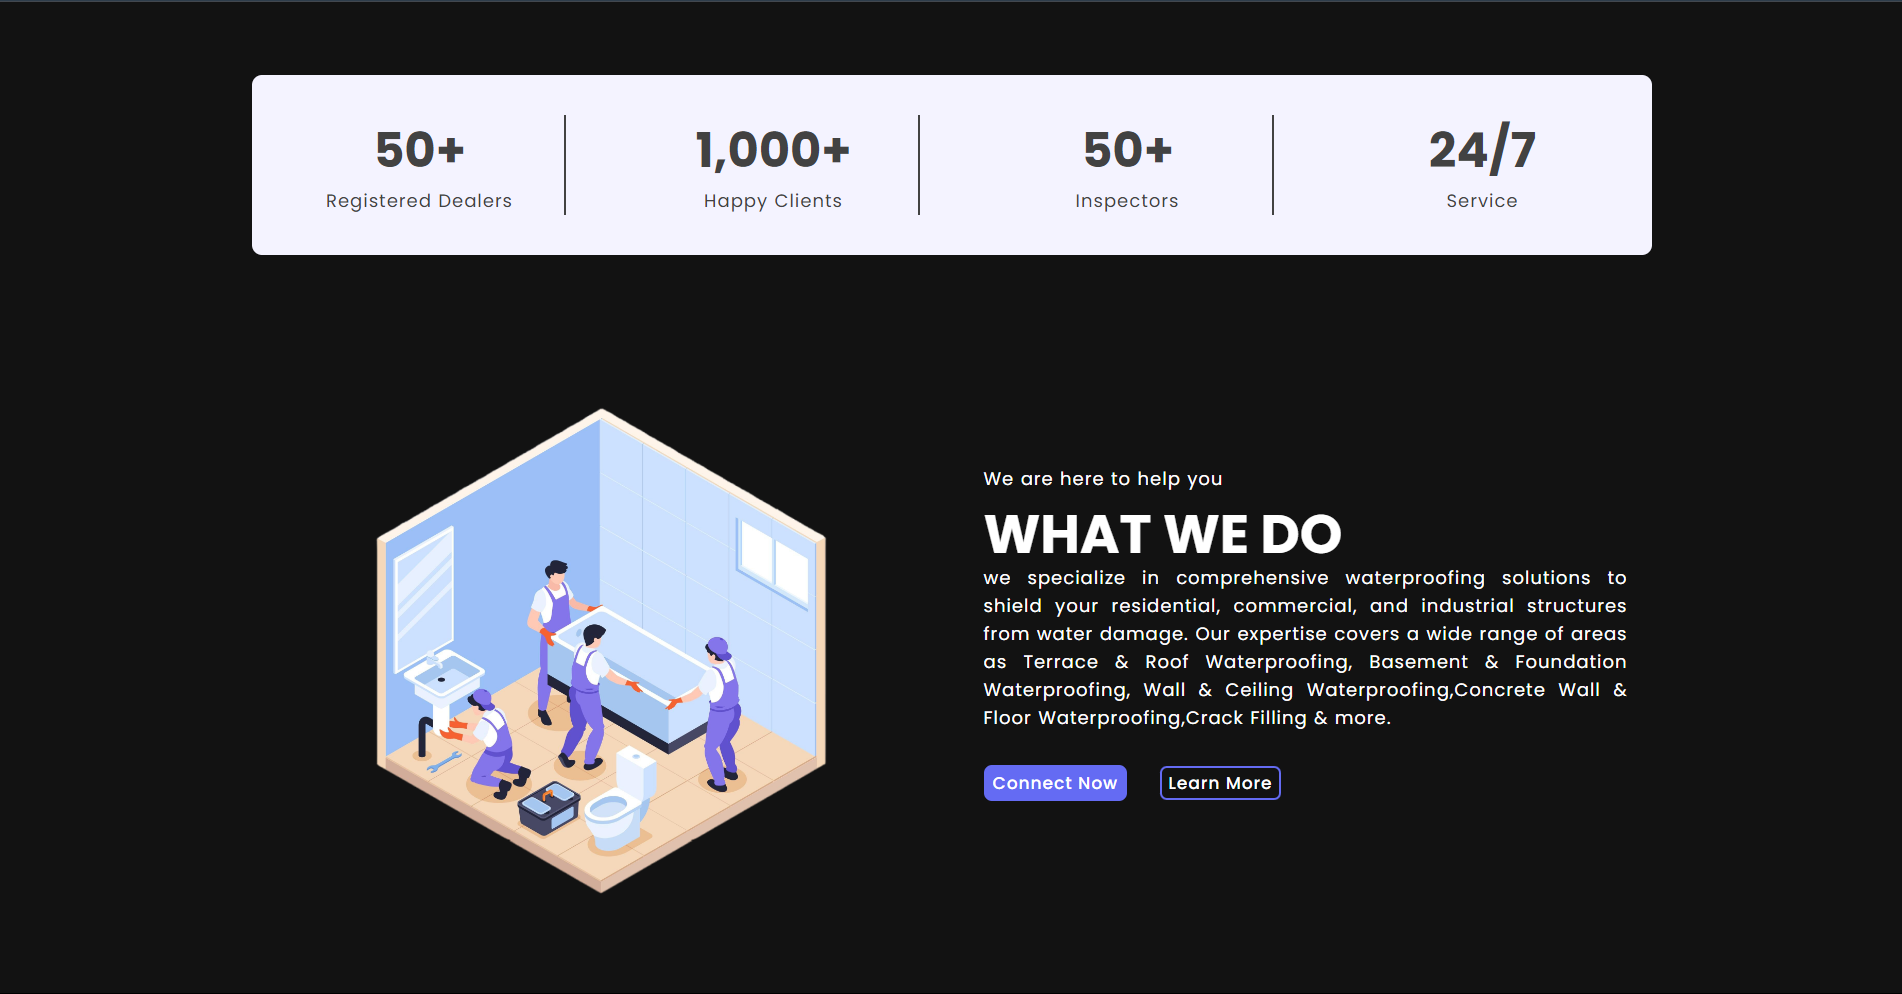 50+
1,000+
50+
24/7
Registered Dealers
Happy Clients
Inspectors
Service
We are here to help you
WHAT WE DO
we specialize in comprehensive waterproofing solutions to
shield your residential, commercial, and industrial structures
from water damage. Our expertise covers a wide range of areas
as Terrace & Roof Waterproofing, Basement & Foundation
Waterproofing, Wall & Ceiling Waterproofing,Concrete Wall &
Floor Waterproofing,Crack Filling & more.
Connect Now
Learn More